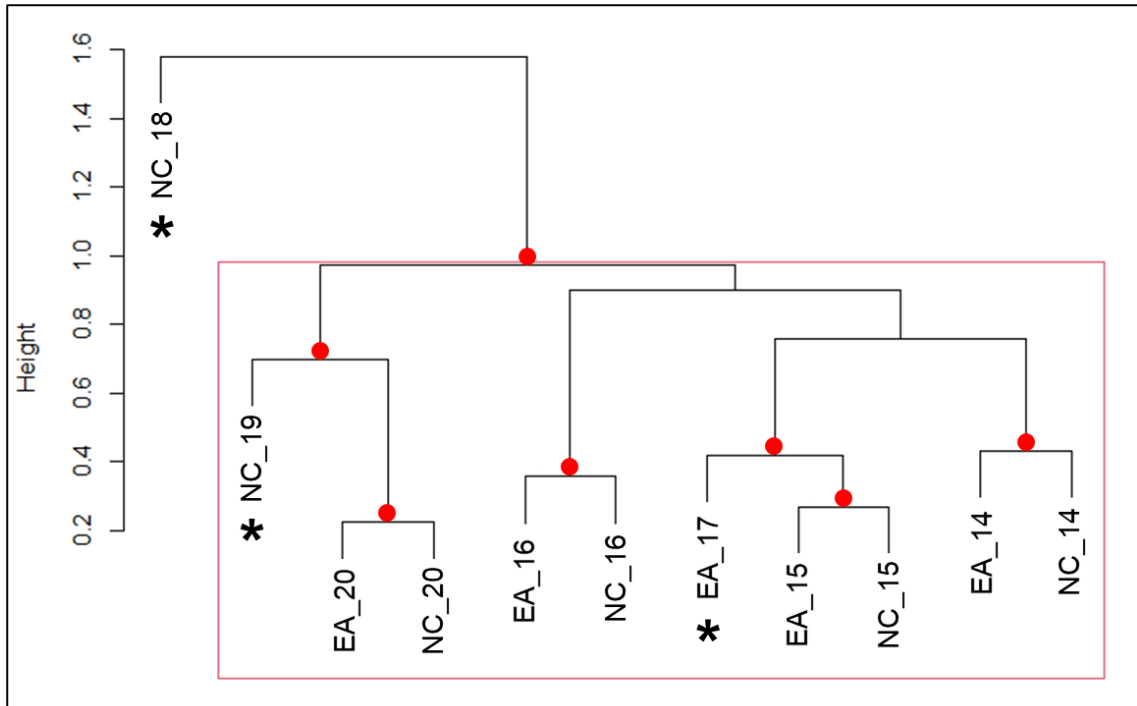 Height
1.6
1.4
1.2
1.0
0.8
0.6
0.4
0.2
* NC_18
* NC_19
EA_20
NC_20
EA_16
NC_16
* EA_17
EA_15
NC_15
EA_14
NC_14